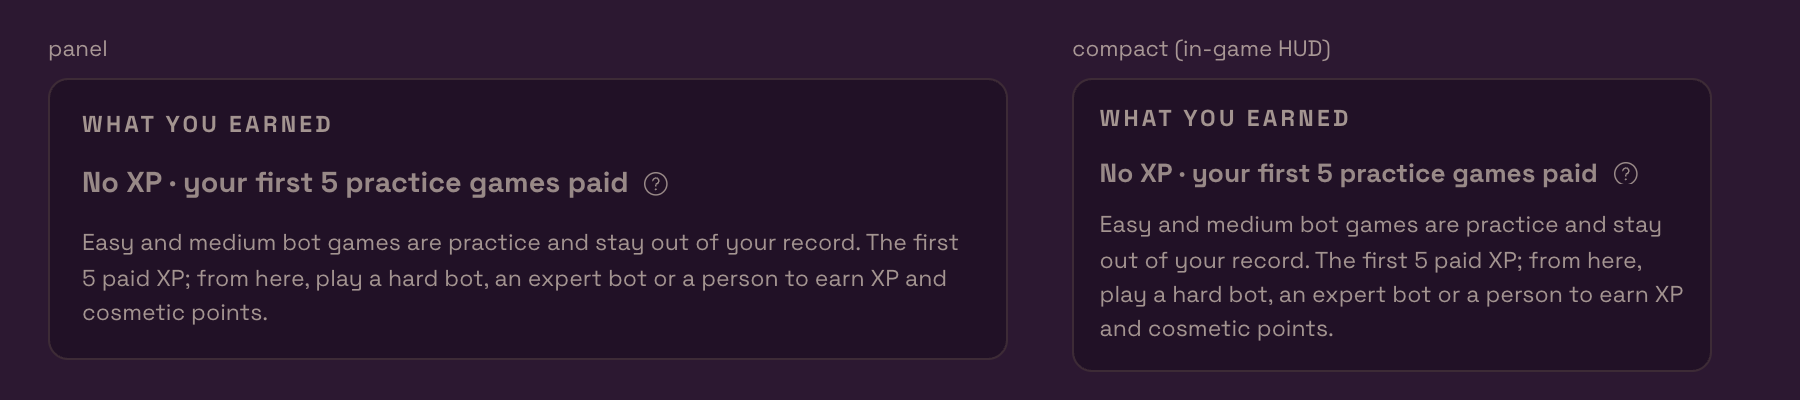 panel
WHAT YOU EARNED
No XP · your first 5 practice games paid ?
Easy and medium bot games are practice and stay out of your record. The first
5 paid XP; from here, play a hard bot, an expert bot or a person to earn XP and
cosmetic points.
compact (in-game HUD)
WHAT YOU EARNED
No XP · your first 5 practice games paid ?
Easy and medium bot games are practice and stay
out of your record. The first 5 paid XP; from here,
play a hard bot, an expert bot or a person to earn XP
and cosmetic points.